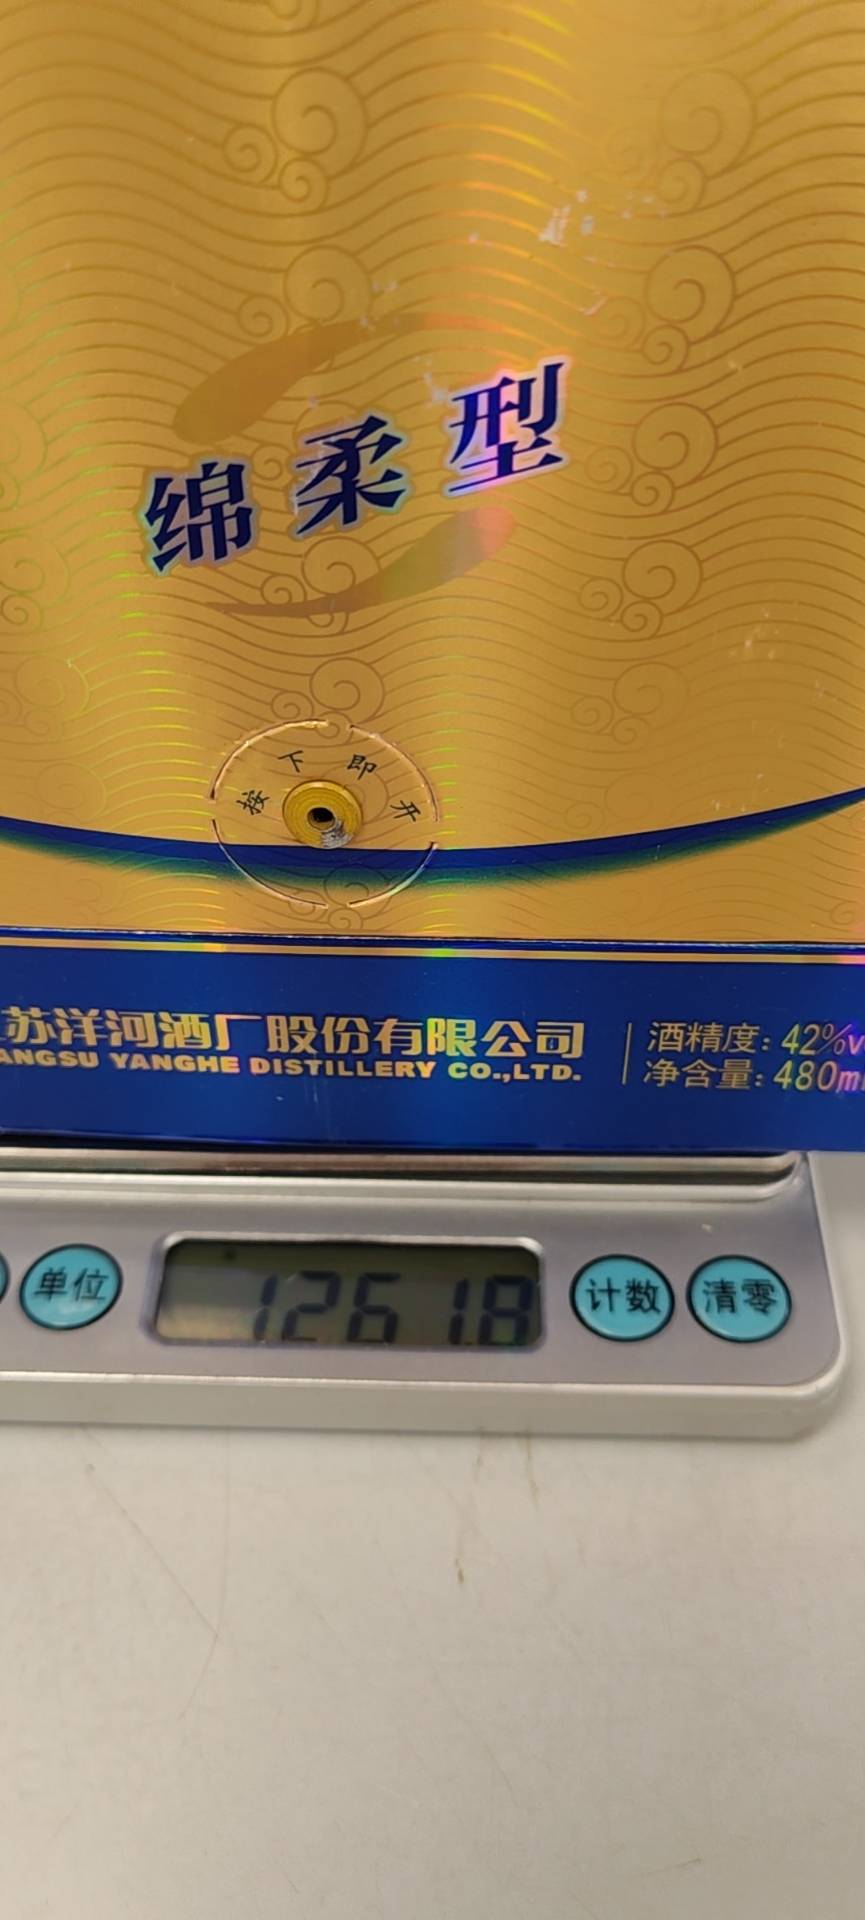 绵柔型
按下即开
苏洋河酒厂股份有限公司
ANGSU YANGHE DISTILLERY CO.,LTD.
酒精度:42%v
净含量:480m
单位
1261.8
计数
清零